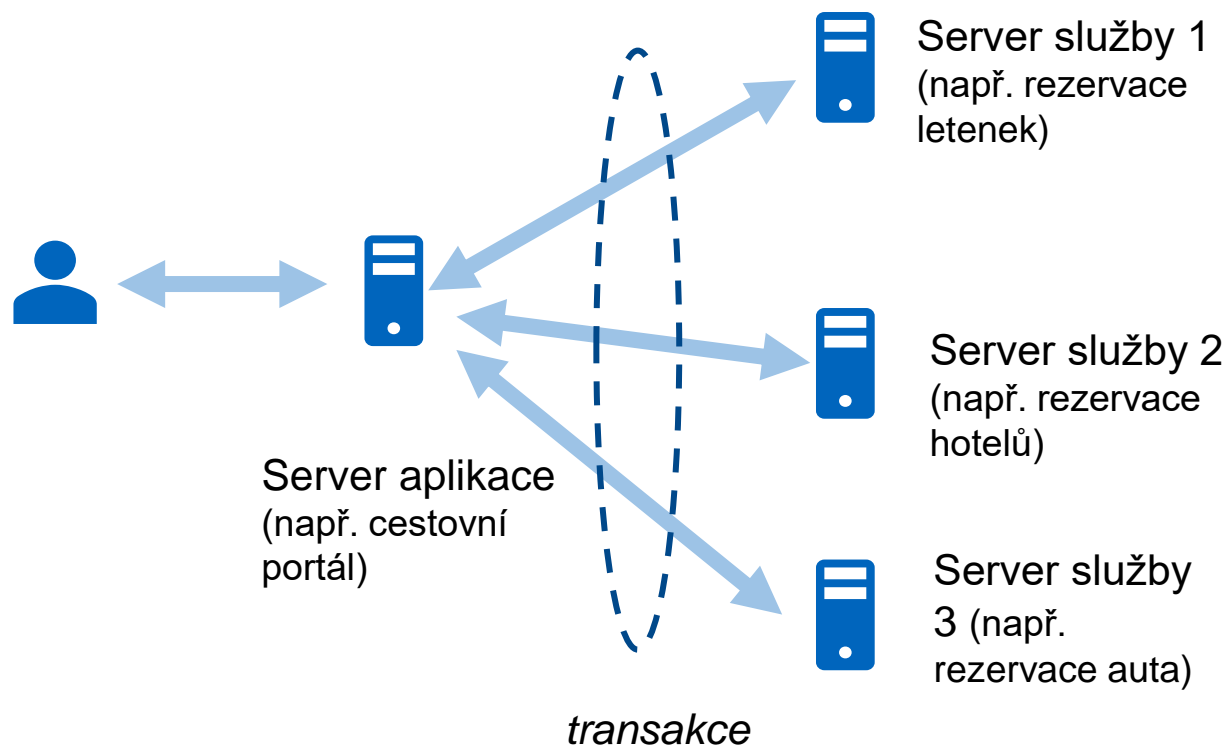 Server služby 1
(např. rezervace
letenek)
Server služby 2
(např. rezervace
hotelů)
Server aplikace
(např. cestovní
portál)
Server služby
3 (např.
rezervace auta)
transakce